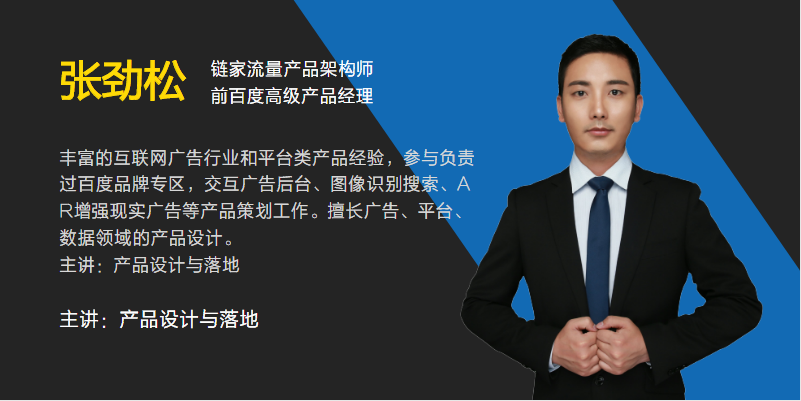 张劲松
链家流量产品架构师
前百度高级产品经理
丰富的互联网广告行业和平台类产品经验，参与负责
过百度品牌专区，交互广告后台、图像识别搜索、A
R增强现实广告等产品策划工作。擅长广告、平台、
数据领域的产品设计。
主讲：产品设计与落地
主讲：产品设计与落地